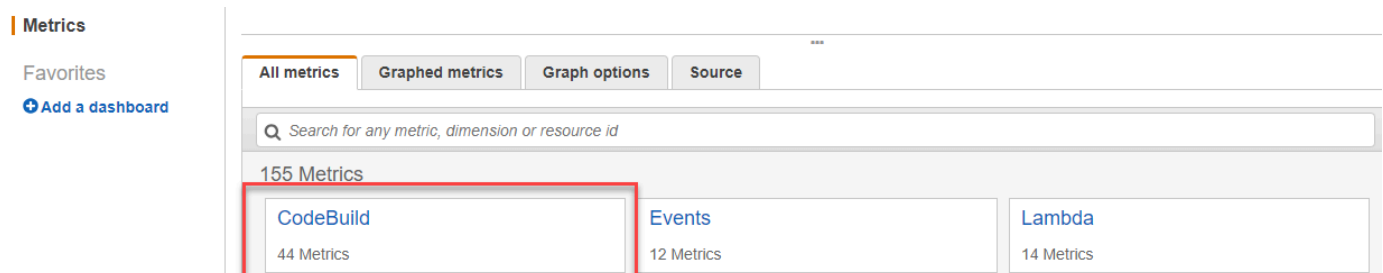 Metrics
Favorites
Add a dashboard
All metrics Graphed metrics Graph options Source
Search for any metric, dimension or resource id
155 Metrics
CodeBuild Events Lambda
44 Metrics 12 Metrics 14 Metrics